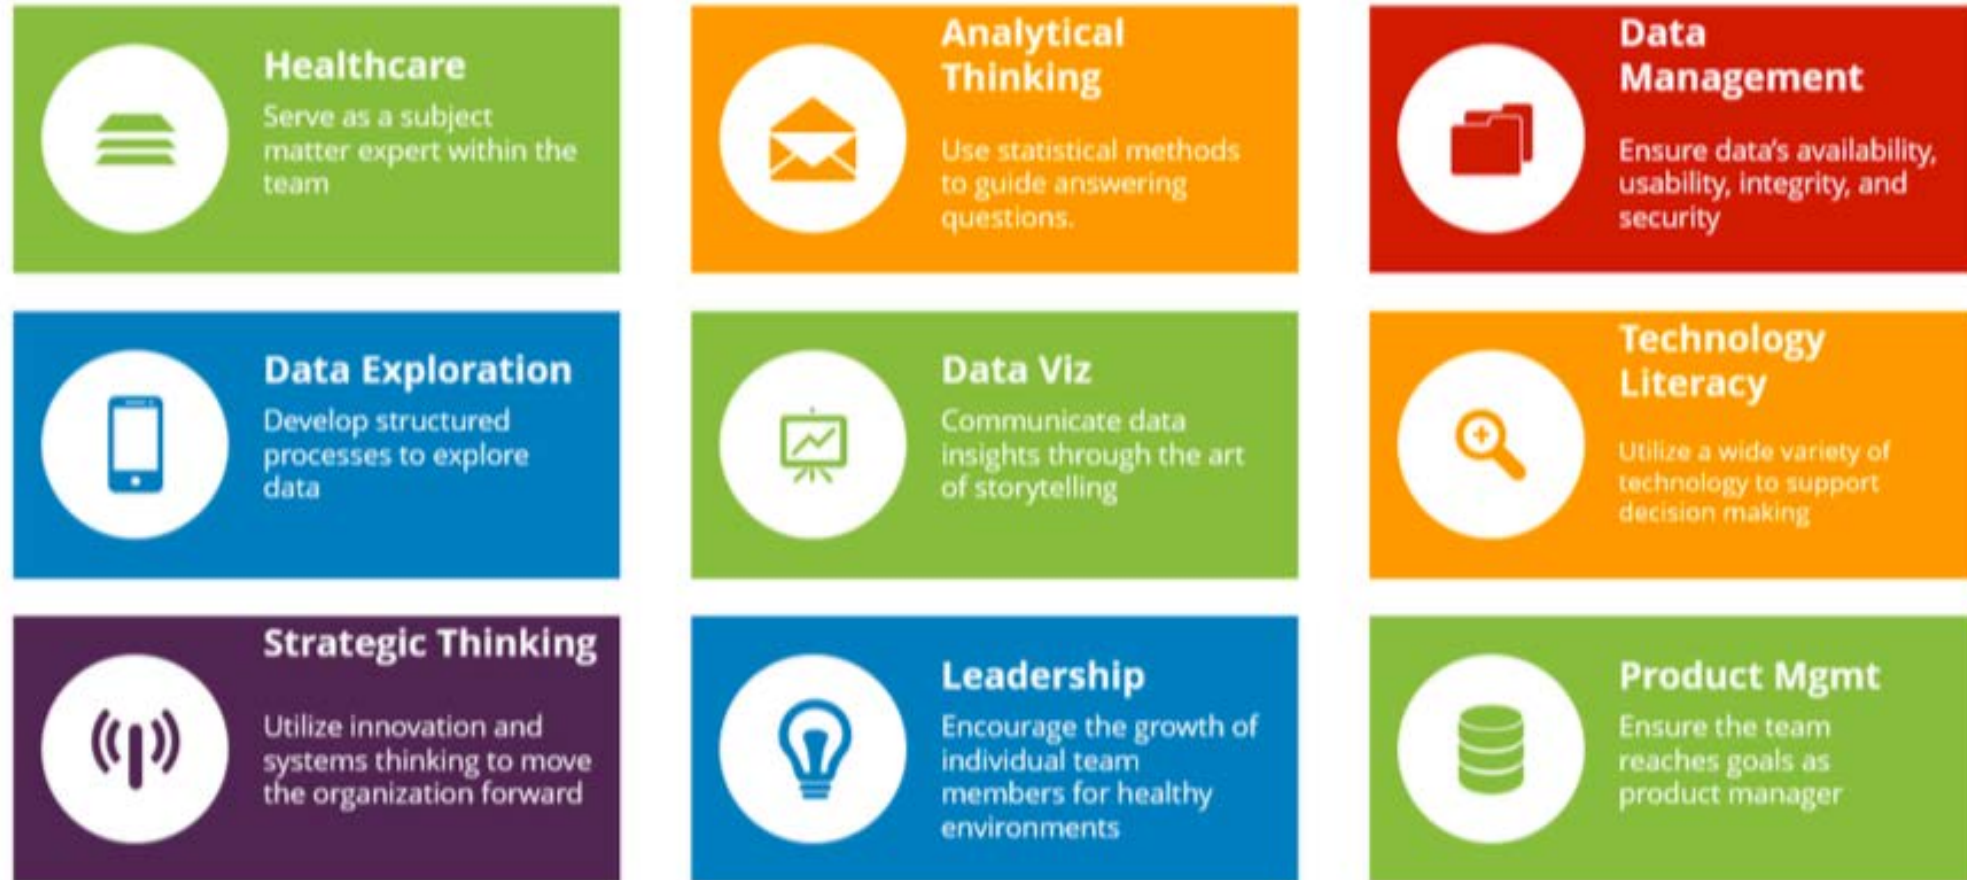 Healthcare
Serve as a subject
matter expert within the
team
Analytical
Thinking
Use statistical methods
to guide answering
questions.
Data
Management
Ensure data's availability,
usability, integrity, and
security
Data Exploration
Develop structured
processes to explore
data
Data Viz
Communicate data
insights through the art
of storytelling
Technology
Literacy
Utilize a wide variety of
technology to support
decision making
Strategic Thinking
Utilize innovation and
systems thinking to move
the organization forward
Leadership
Encourage the growth of
individual team
members for healthy
environments
Product Mgmt
Ensure the team
reaches goals as
product manager